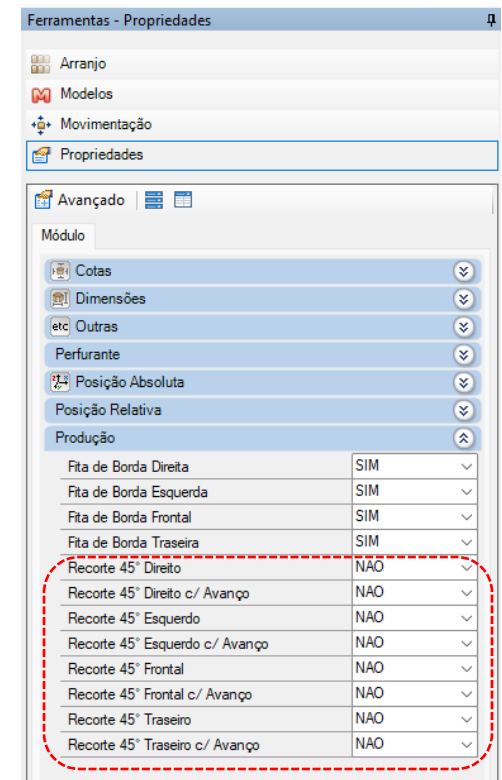 Ferramentas - Propriedades
Arranjo
Modelos
Movimentação
Propriedades
Avançado
Módulo
Cotas
Dimensões
etc Outras
Perfurante
Posição Absoluta
Posição Relativa
Produção
Fita de Borda Direita SIM
Fita de Borda Esquerda SIM
Fita de Borda Frontal SIM
Fita de Borda Traseira SIM
Recorte 45° Direito NAO
Recorte 45° Direito c/ Avanço NAO
Recorte 45° Esquerdo NAO
Recorte 45° Esquerdo c/ Avanço NAO
Recorte 45° Frontal NAO
Recorte 45° Frontal c/ Avanço NAO
Recorte 45° Traseiro NAO
Recorte 45° Traseiro c/ Avanço NAO